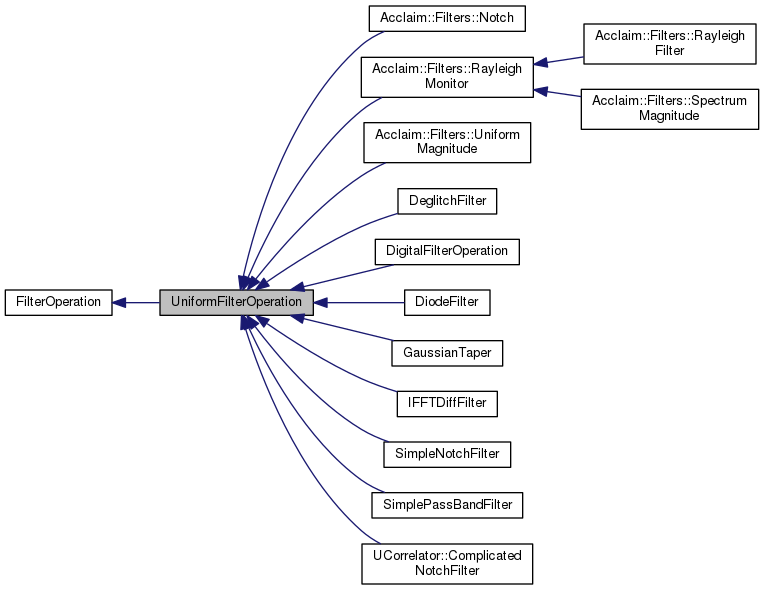 Acclaim::Filters::Notch
Acclaim::Filters::Rayleigh
Monitor
Acclaim::Filters::Rayleigh
Filter
Acclaim::Filters::Spectrum
Magnitude
Acclaim::Filters::Uniform
Magnitude
DeglitchFilter
DigitalFilterOperation
FilterOperation
UniformFilterOperation
DiodeFilter
GaussianTaper
IFFTDiffFilter
SimpleNotchFilter
SimplePassBandFilter
UCorrelator::Complicated
NotchFilter